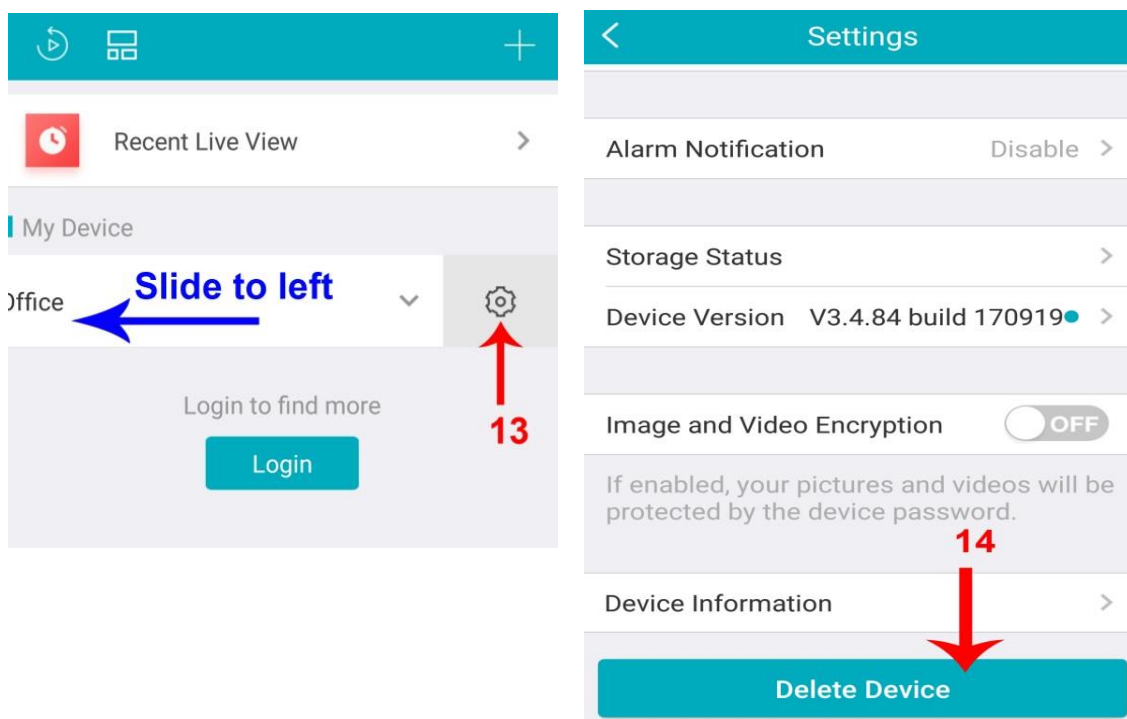 Recent Live View
My Device
Office
Slide to left
13
Login to find more
Login
Settings
Alarm Notification Disable
Storage Status
Device Version V3.4.84 build 170919
Image and Video Encryption OFF
If enabled, your pictures and videos will be
protected by the device password.
14
Device Information
Delete Device